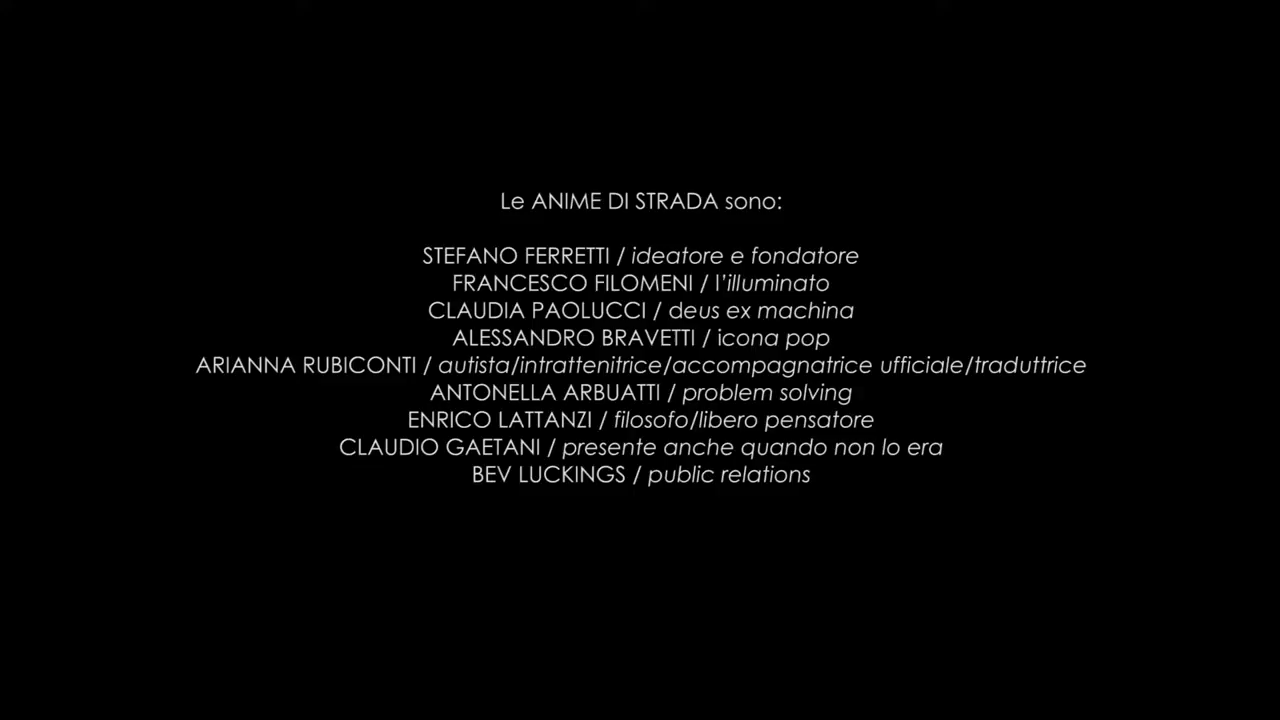 Le ANIME DI STRADA sono:
STEFANO FERRETTI / ideatore e fondatore
FRANCESCO FILOMENI / l'illuminato
CLAUDIA PAOLUCCI / deus ex machina
ALESSANDRO BRAVETTI / icona pop
ARIANNA RUBICONTI / autista/intrattenitrice/accompagnatrice ufficiale/traduttrice
ANTONELLA ARBUATTI / problem solving
ENRICO LATTANZI / filosofo/libero pensatore
CLAUDIO GAETANI / presente anche quando non lo era
BEV LUCKINGS / public relations